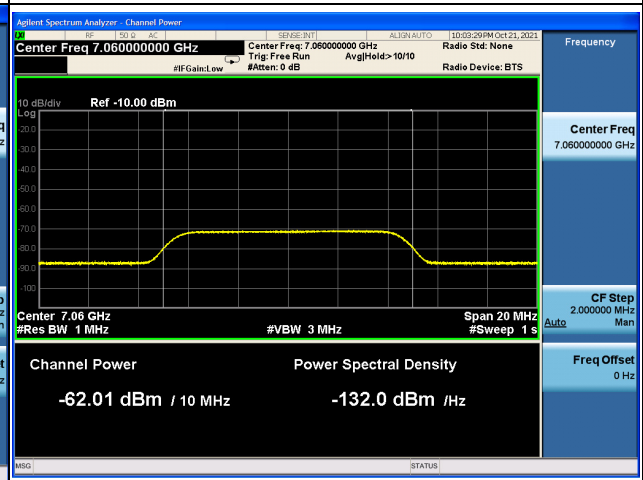 Agilent Spectrum Analyzer - Channel Power
RF 50 Ω AC SENSE:INT ALIGN AUTO 10:03:29 PM Oct 21, 2021
Center Freq 7.060000000 GHz
Center Freq: 7.060000000 GHz
Radio Std: None
Trig: Free Run Avg|Hold:> 10/10
#IFGain:Low
#Atten: 0 dB
Radio Device: BTS
Frequency
10 dB/div Ref -10.00 dBm
Log
-20.0
-30.0
-40.0
-50.0
-60.0
-70.0
-80.0
-90.0
-100
Center 7.06 GHz
Span 20 MHz
#Res BW 1 MHz
#VBW 3 MHz
#Sweep 1 s
Channel Power
Power Spectral Density
-62.01 dBm / 10 MHz
-132.0 dBm /Hz
Center Freq
7.060000000 GHz
CF Step
2.000000 MHz
Auto Man
Freq Offset
0 Hz
MSG
STATUS